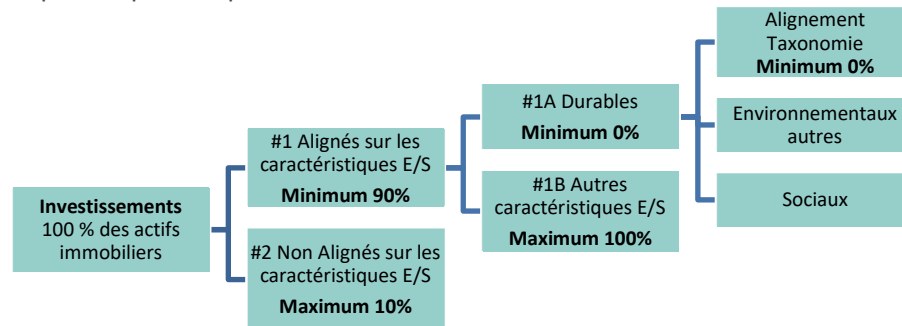 Investissements
100 % des actifs
immobiliers
#1 Alignés sur les
caractéristiques E/S
Minimum 90%
#2 Non Alignés sur les
caractéristiques E/S
Maximum 10%
#1A Durables
Minimum 0%
#1B Autres
caractéristiques E/S
Maximum 100%
Alignement
Taxonomie
Minimum 0%
Environnementaux
autres
Sociaux